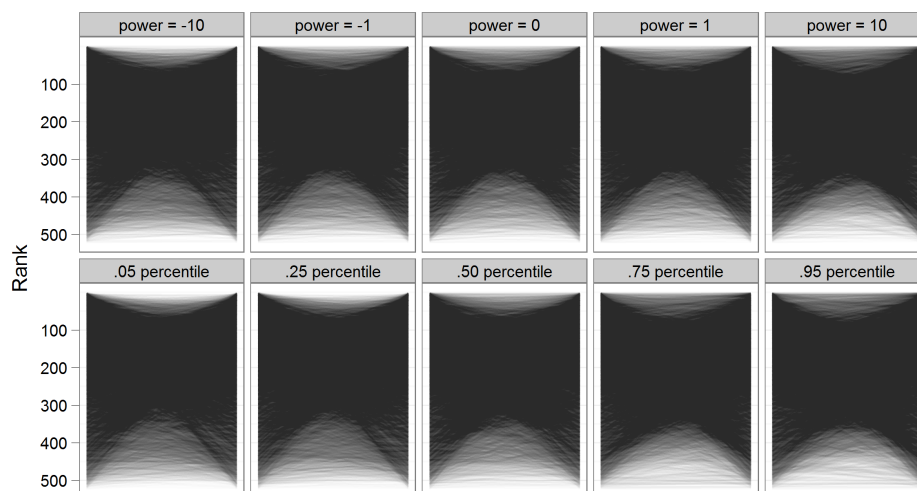 power = -10
power = -1
power = 0
power = 1
power = 10
100
200
300
400
500
Rank
.05 percentile
.25 percentile
.50 percentile
.75 percentile
.95 percentile
100
200
300
400
500